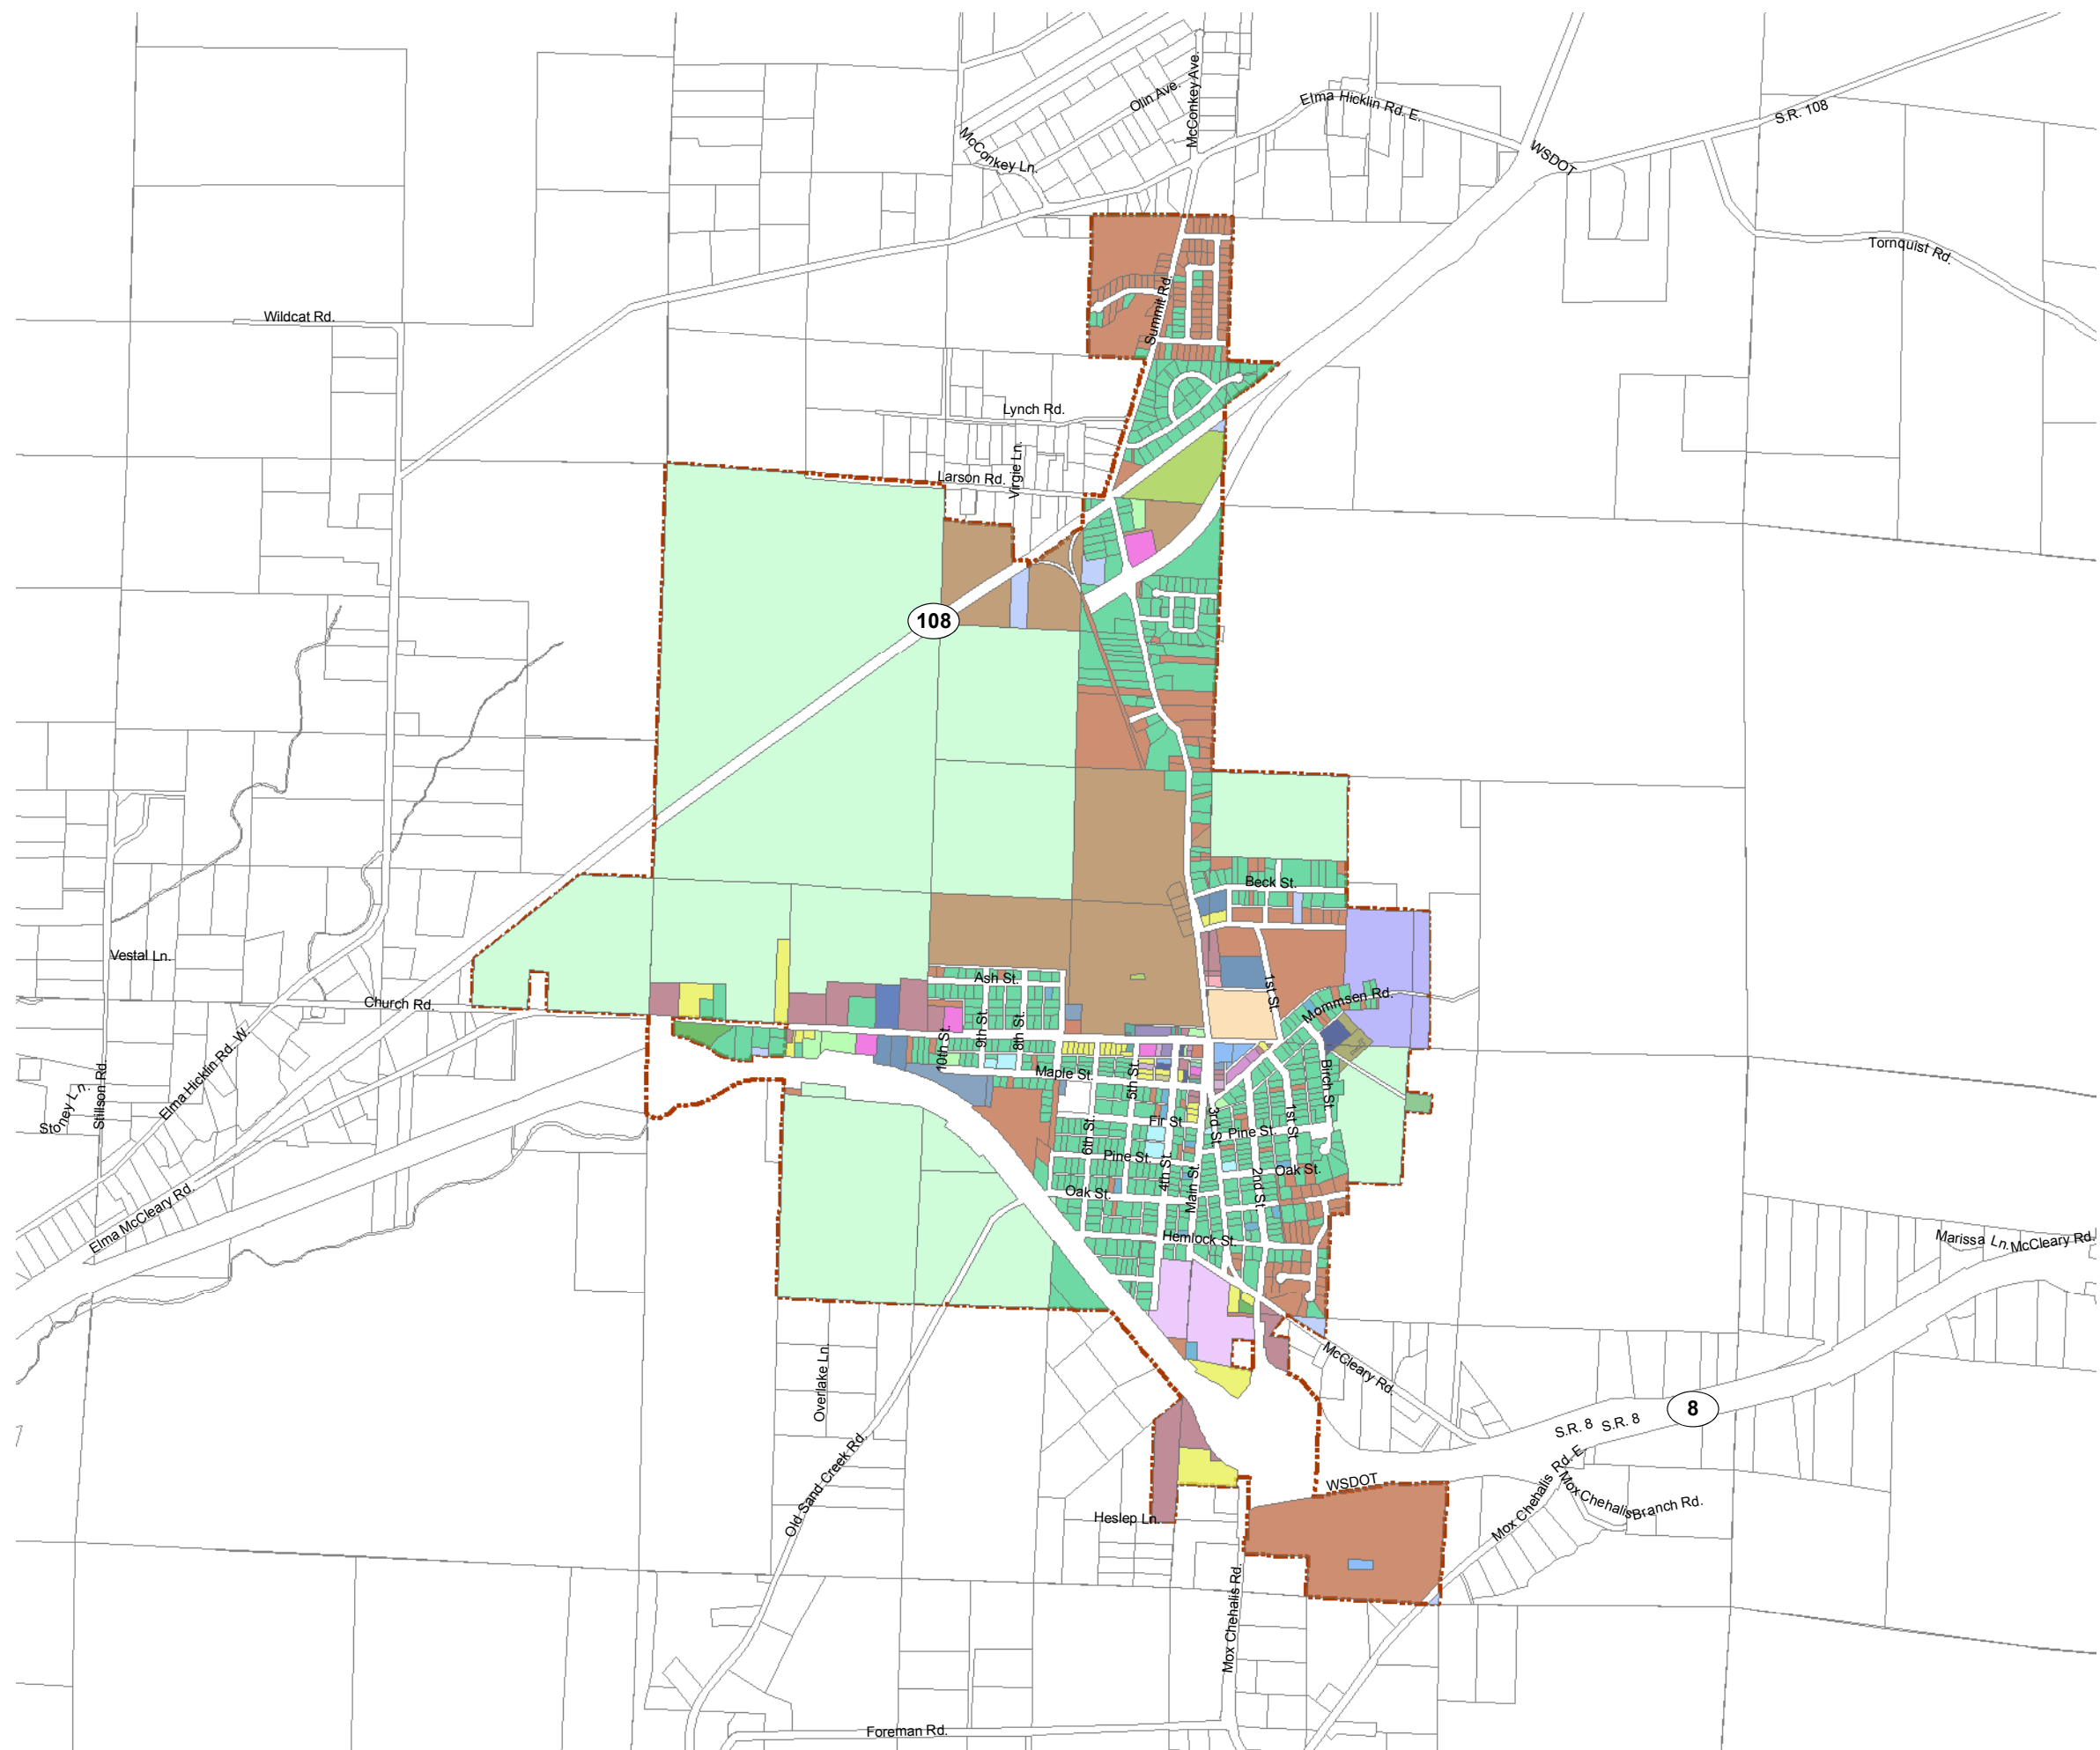 McConkey Ave.
Olin Ave.
Elma Hicklin Rd. E.
S.R. 108
McConkey Ln.
WSDOT
Tornquist Rd.
Summit Rd.
Wildcat Rd.
Lynch Rd.
Virgie Ln.
Larson Rd.
108
Beck St.
Vestal Ln.
Ash St.
1st St.
Mommsen Rd.
Church Rd.
10th St.
9th St.
8th St.
Elma Hicklin Rd. W.
Stillson Rd.
Stoney Ln.
Maple St.
5th St.
Birch St.
Fir St
3rd St.
Pine St.
1st St.
6th St.
Pine St.
4th St.
Main St.
2nd St.
Oak St.
Oak St.
Elma McCleary Rd.
Hemlock St.
Marissa Ln.
McCleary Rd.
McCleary Rd.
Overlake Ln.
8
S.R. 8
S.R. 8
Old Sand Creek Rd.
WSDOT
Mox Chehalis Rd. E.
Mox Chehalis Branch Rd.
Heslep Ln.
Mox Chehalis Rd.
Foreman Rd.